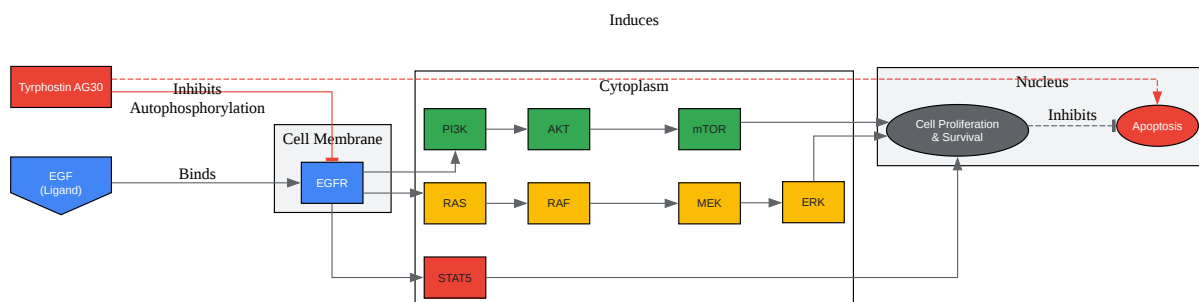 Induces
Tyrphostin AG30
Inhibits
Autophosphorylation
Cytoplasm
Nucleus
Cell Membrane
PI3K
AKT
mTOR
Cell Proliferation
& Survival
Inhibits
Apoptosis
EGF
(Ligand)
Binds
EGFR
RAS
RAF
MEK
ERK
STAT5